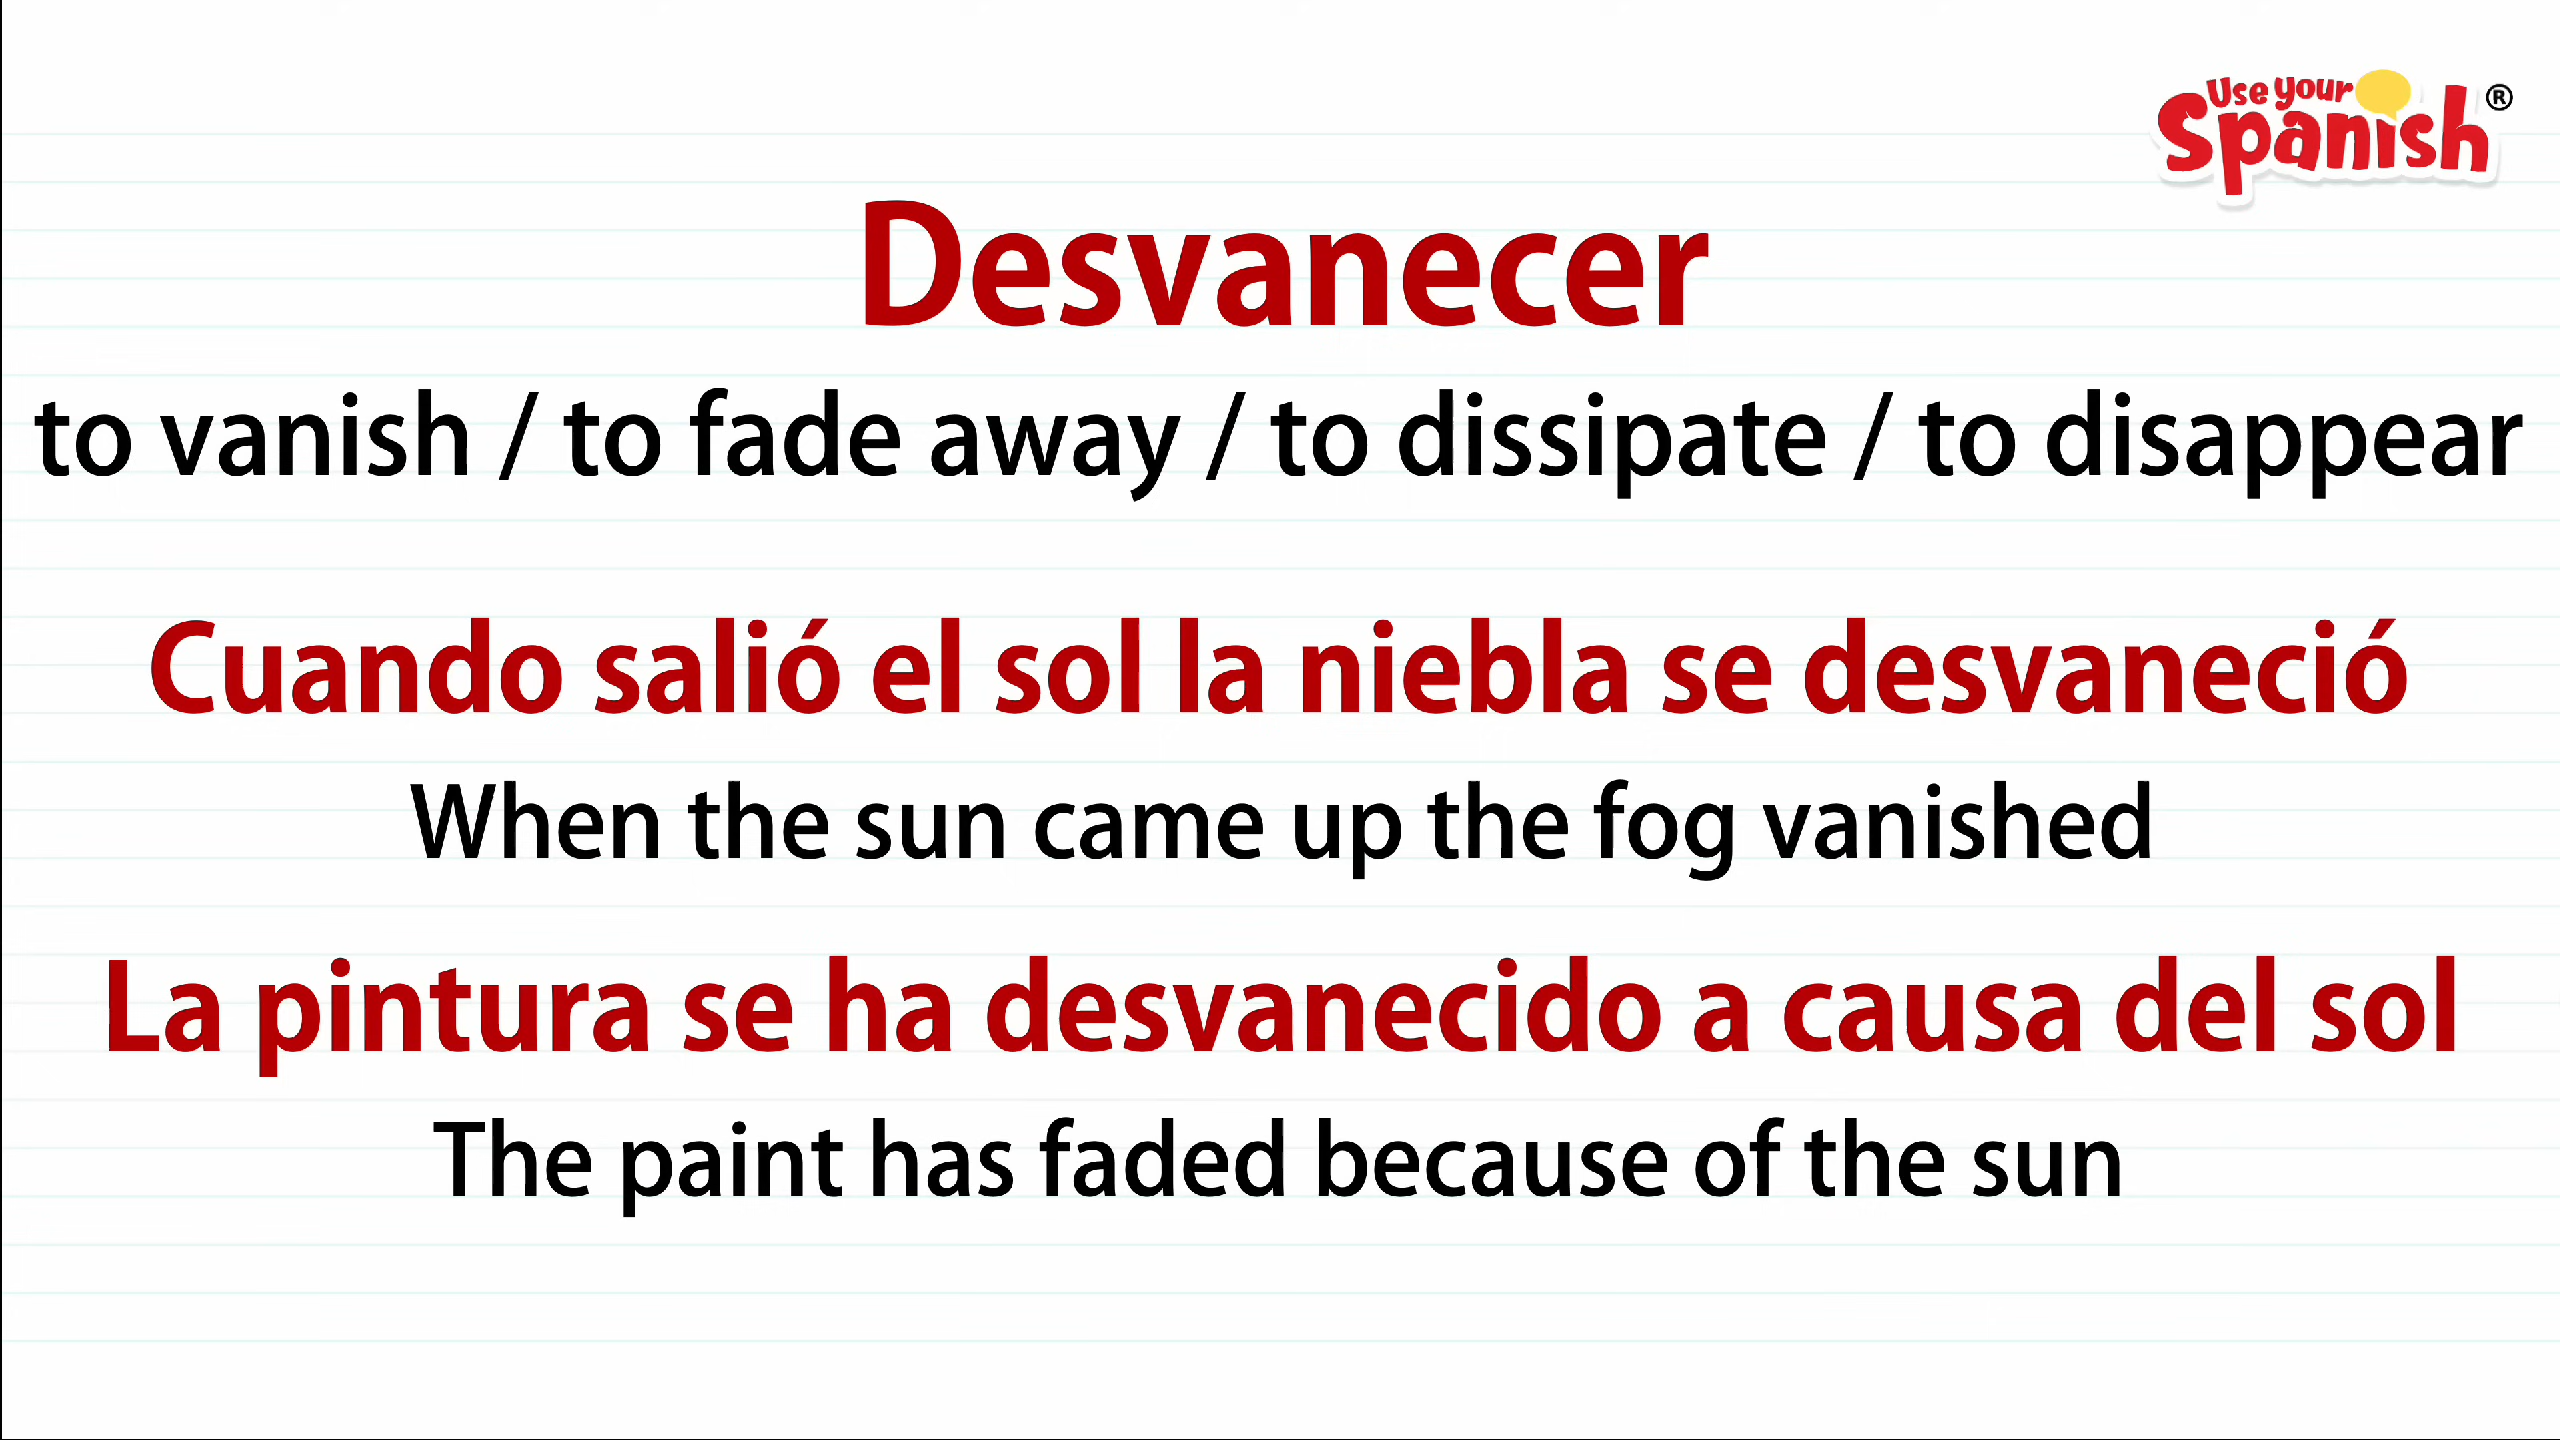 Use your
Spanish®
Desvanecer
to vanish / to fade away / to dissipate / to disappear
Cuando salió el sol la niebla se desvaneció
When the sun came up the fog vanished
La pintura se ha desvanecido a causa del sol
The paint has faded because of the sun